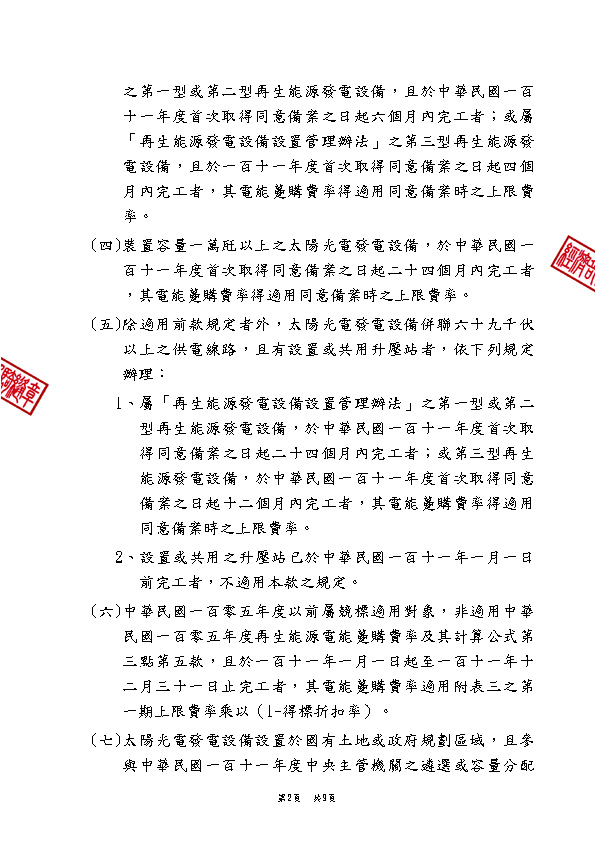 之第一型或第二型再生能源發電設備，且於中華民國一百
十一年度首次取得同意備案之日起六個月內完工者；或屬
「再生能源發電設備設置管理辦法」之第三型再生能源發
電設備，且於一百十一年度首次取得同意備案之日起四個
月內完工者，其電能躉購費率得適用同意備案時之上限費
率。
(四)裝置容量一萬瓩以上之太陽光電發電設備，於中華民國一
百十一年度首次取得同意備案之日起二十四個月內完工者
，其電能躉購費率得適用同意備案時之上限費率。
(五)除適用前款規定者外，太陽光電發電設備併聯六十九千伏
以上之供電線路，且有設置或共用升壓站者，依下列規定
辦理：
1、屬「再生能源發電設備設置管理辦法」之第一型或第二
型再生能源發電設備，於中華民國一百十一年度首次取
得同意備案之日起二十四個月內完工者；或第三型再生
能源發電設備，於中華民國一百十一年度首次取得同意
備案之日起十二個月內完工者，其電能躉購費率得適用
同意備案時之上限費率。
2、設置或共用之升壓站已於中華民國一百十一年一月一日
前完工者，不適用本款之規定。
(六)中華民國一百零五年度以前屬競標適用對象，非適用中華
民國一百零五年度再生能源電能躉購費率及其計算公式第
三點第五款，且於一百十一年一月一日起至一百十一年十
二月三十一日止完工者，其電能躉購費率適用附表三之第
一期上限費率乘以（1-得標折扣率）。
(七)太陽光電發電設備設置於國有土地或政府規劃區域，且參
與中華民國一百十一年度中央主管機關之遴選或容量分配
第2頁 共9頁
經濟部
騎縫章